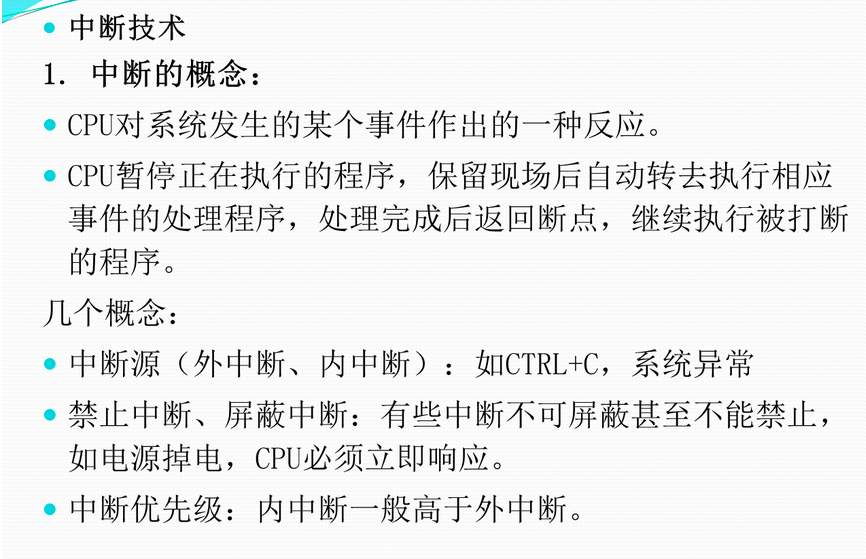 中断技术
1. 中断的概念：
CPU对系统发生的某个事件作出的一种反应。
CPU暂停正在执行的程序，保留现场后自动转去执行相应
事件的处理程序，处理完成后返回断点，继续执行被打断
的程序。
几个概念：
中断源（外中断、内中断）：如CTRL+C，系统异常
禁止中断、屏蔽中断：有些中断不可屏蔽甚至不能禁止，
如电源掉电，CPU必须立即响应。
中断优先级：内中断一般高于外中断。